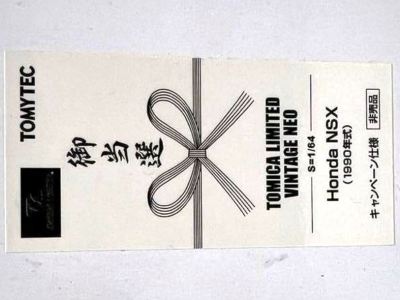 TOMYTEC
御当選
TOMICA LIMITED
VINTAGE NEO
S=1/64
Honda NSX
(1990年式)
キャンペーン仕様 非売品